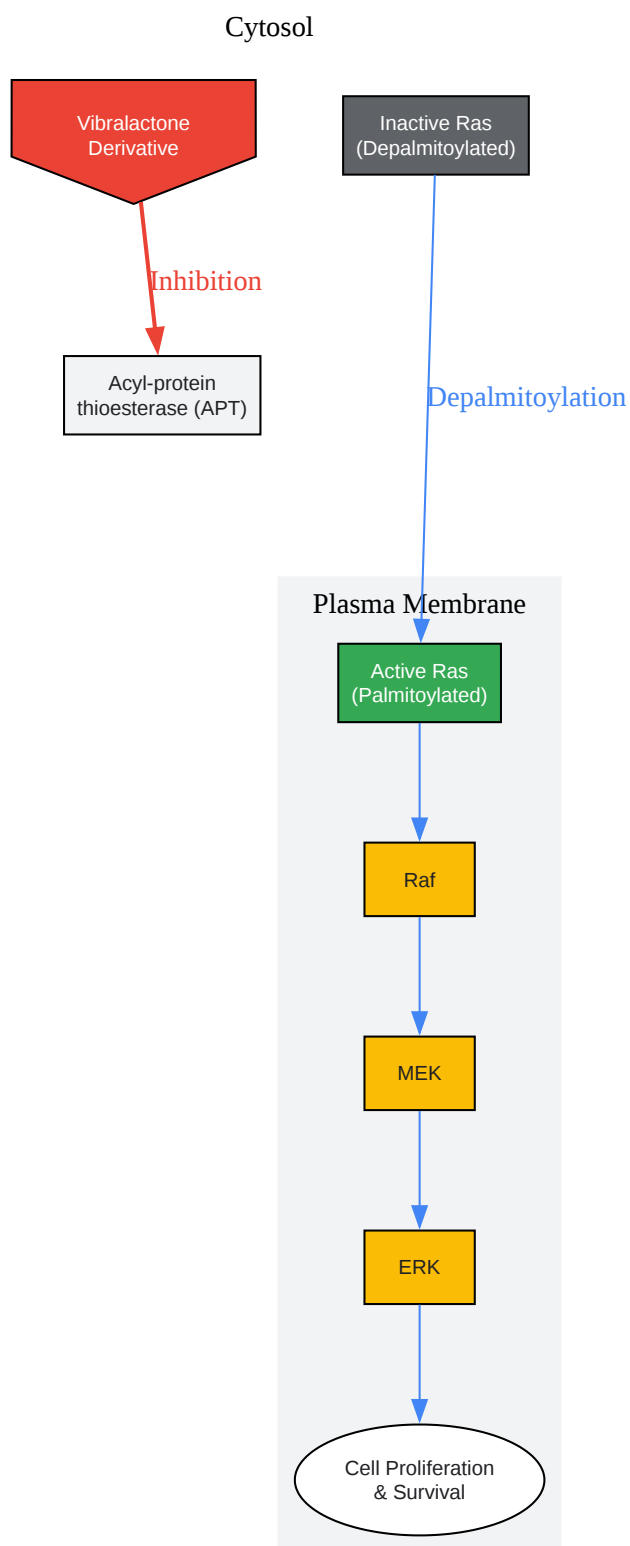 Cytosol
Vibralactone
Derivative
Inactive Ras
(Depalmitoylated)
Inhibition
Acyl-protein
thioesterase (APT)
Depalmitoylation
Plasma Membrane
Active Ras
(Palmitoylated)
Raf
MEK
ERK
Cell Proliferation
& Survival